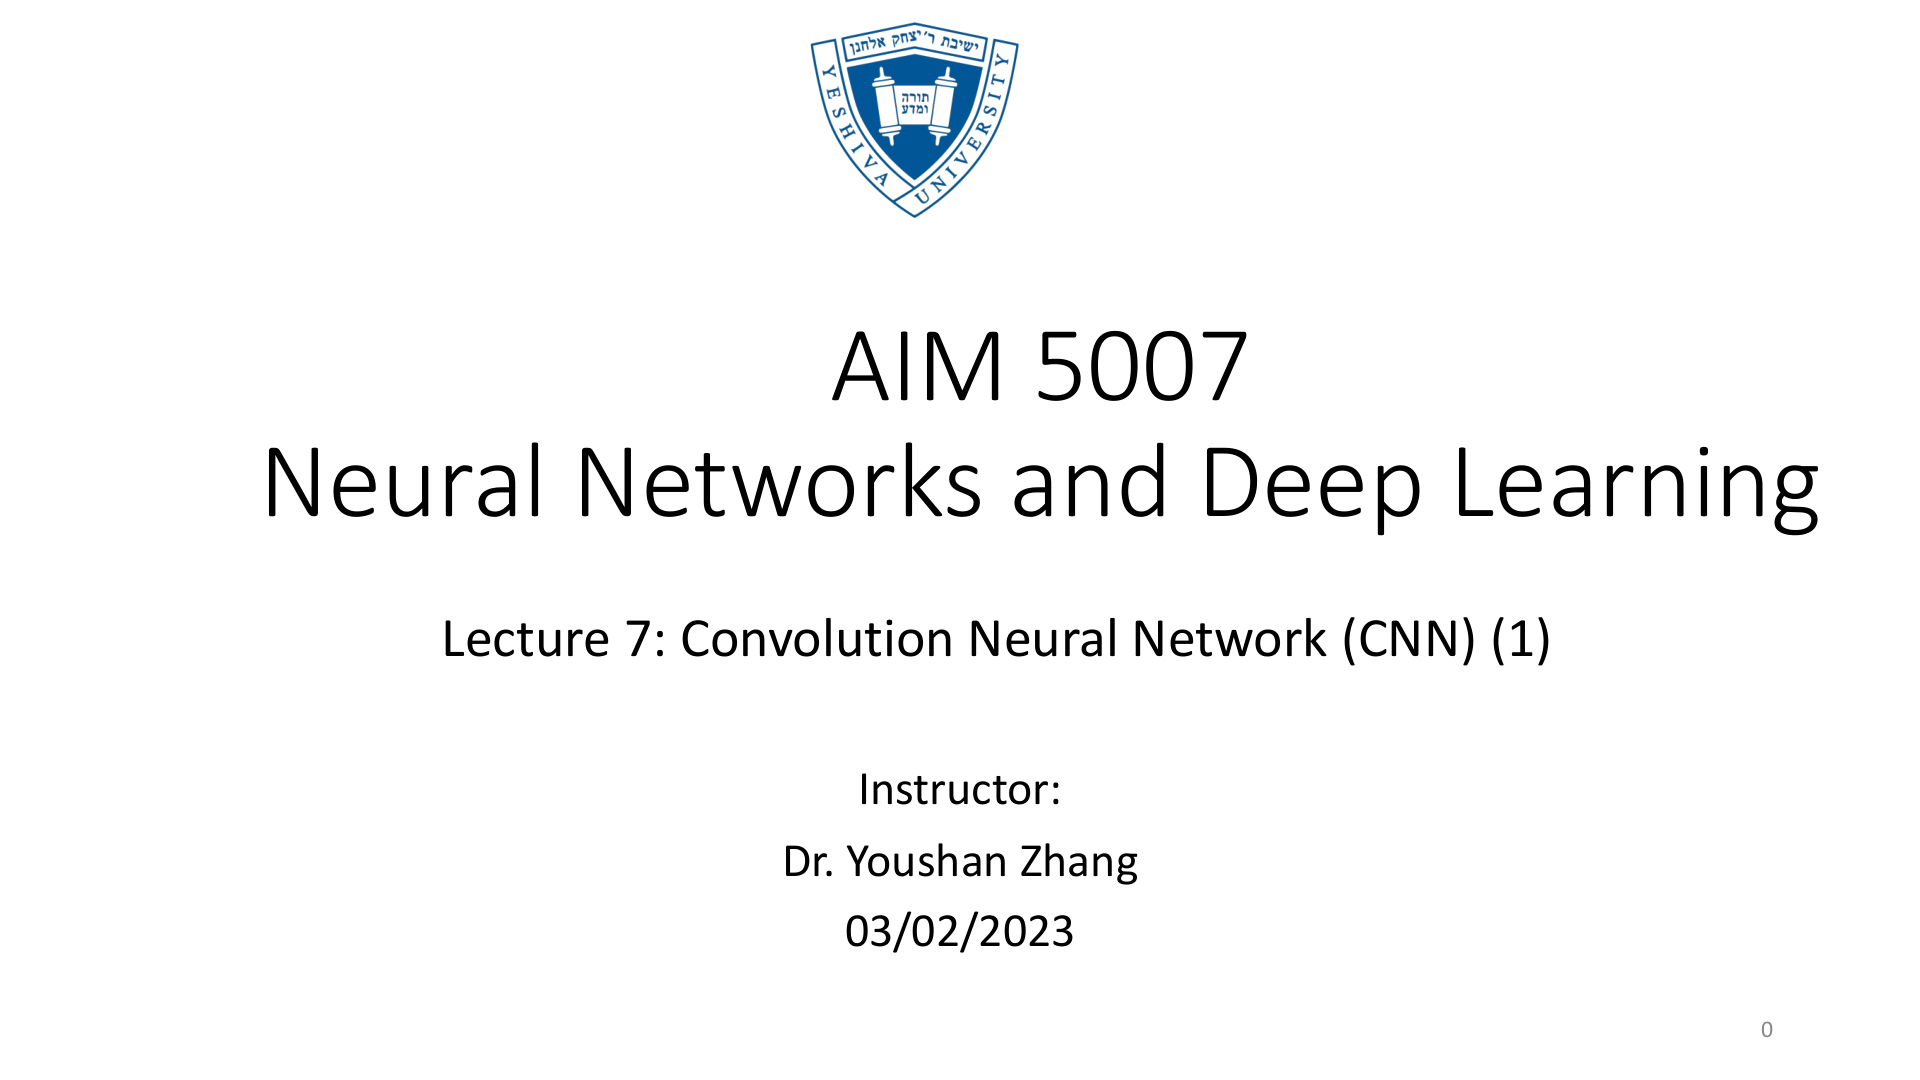 ישיבת ר' יצחק אלחנן
YESHIVA UNIVERSITY
תורה
ומדע
AIM 5007
Neural Networks and Deep Learning
Lecture 7: Convolution Neural Network (CNN) (1)
Instructor:
Dr. Youshan Zhang
03/02/2023
0